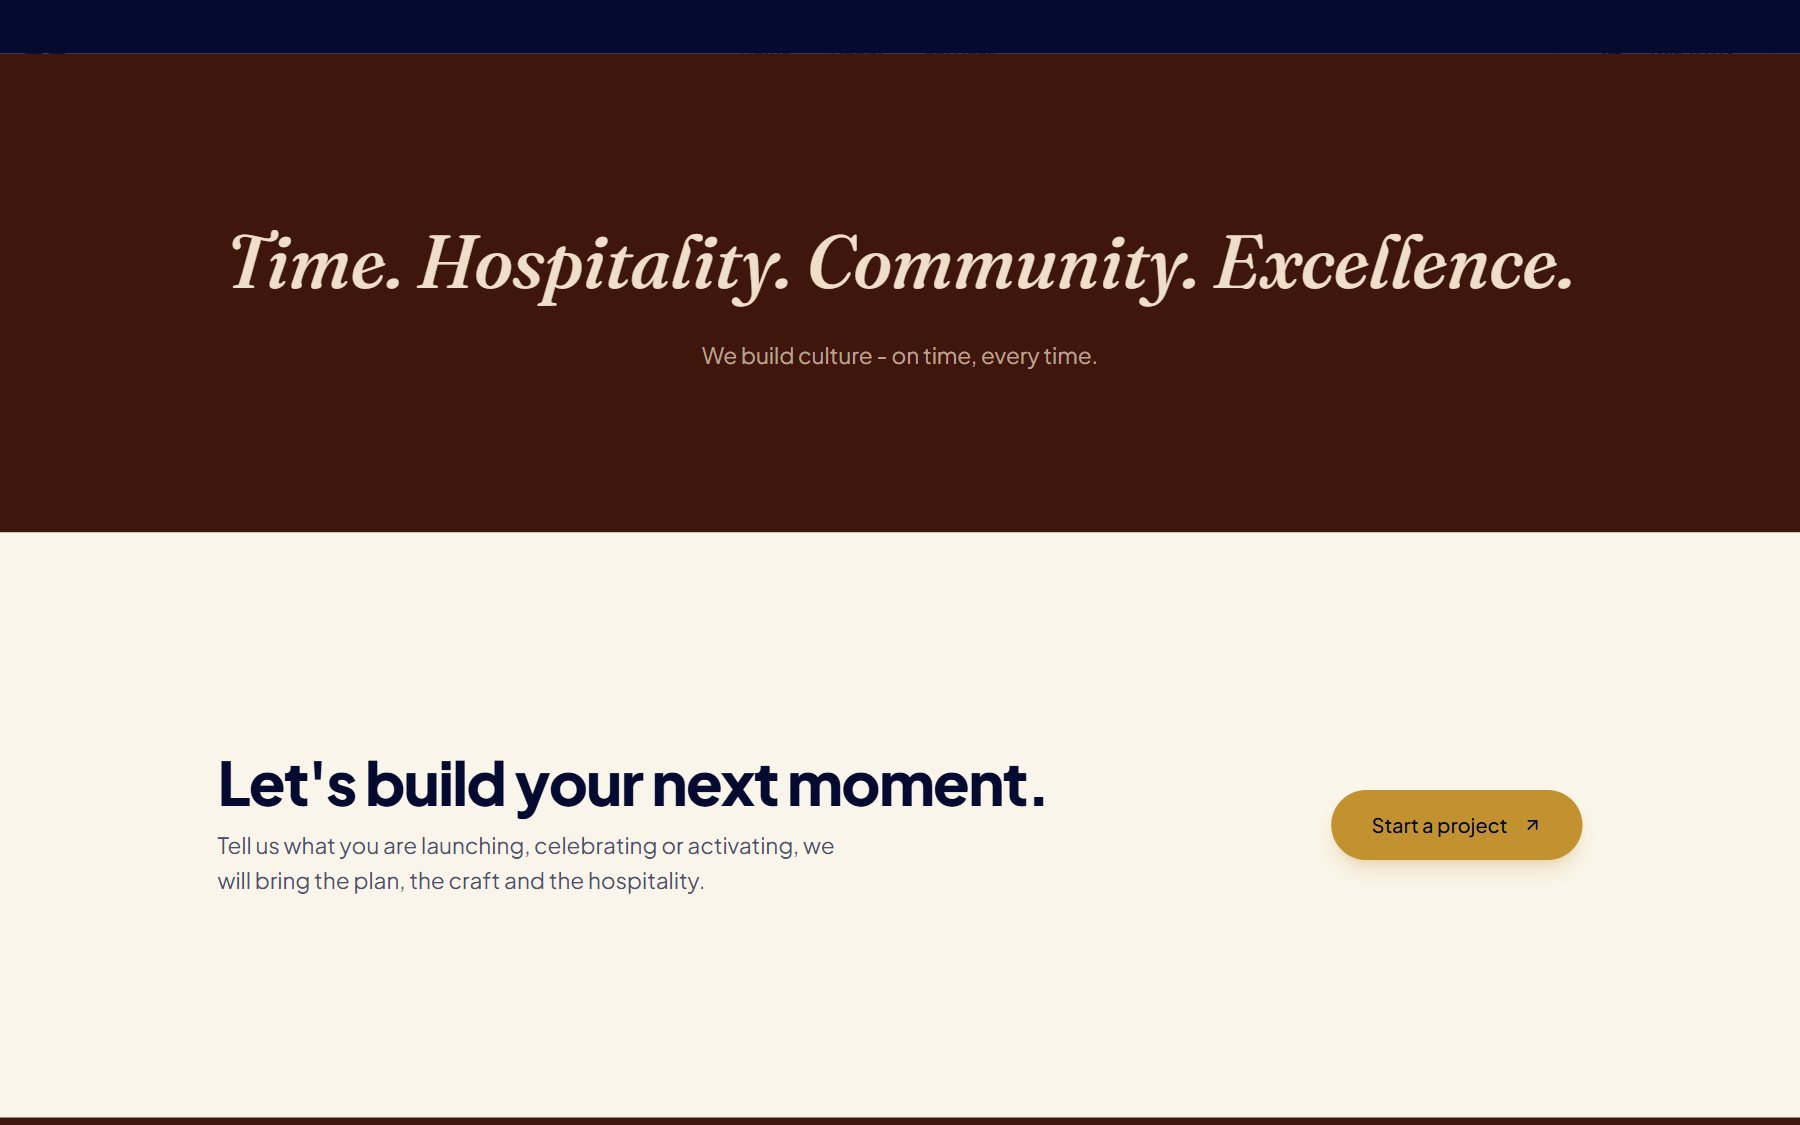 Time. Hospitality. Community. Excellence.
We build culture - on time, every time.
Let's build your next moment.
Tell us what you are launching, celebrating or activating, we
will bring the plan, the craft and the hospitality.
Start a project